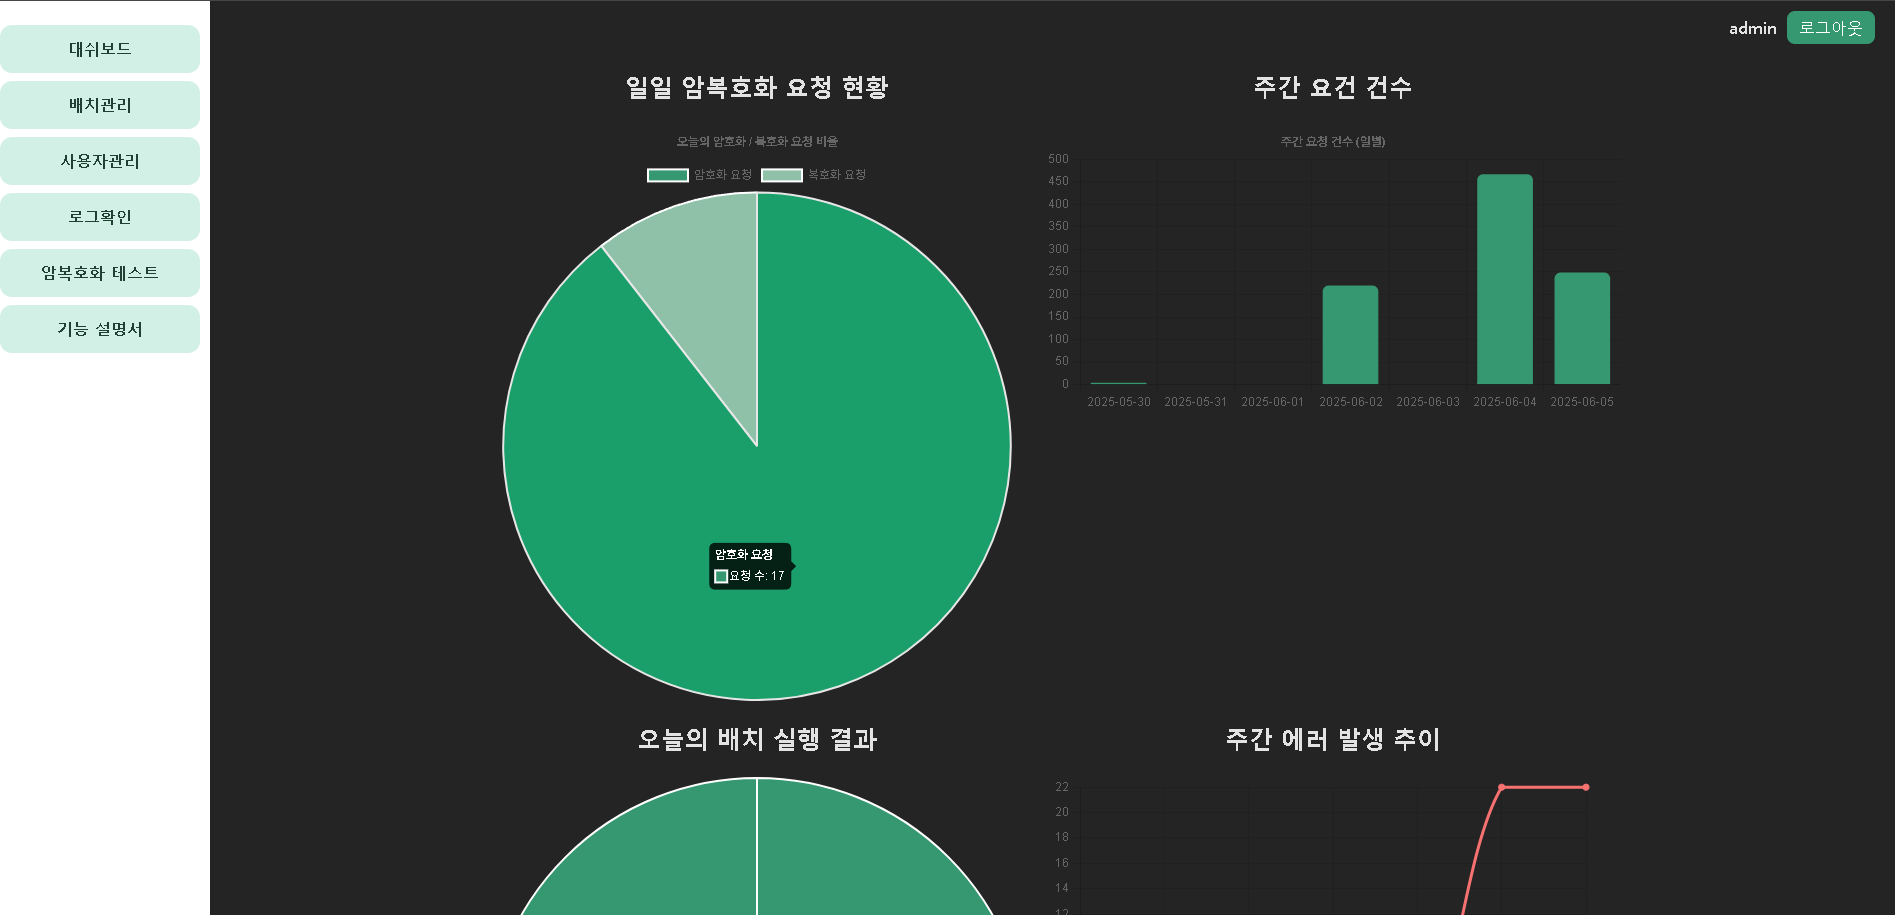 admin
로그아웃
대쉬보드
배치관리
사용자관리
로그확인
암복호화 테스트
기능 설명서
일일 암복호화 요청 현황
오늘의 암호화 / 복호화 요청 비율
암호화 요청
복호화 요청
암호화 요청
요청 수: 17
주간 요건 건수
주간 요청 건수 (일별)
500
450
400
350
300
250
200
150
100
50
0
2025-05-30
2025-05-31
2025-06-01
2025-06-02
2025-06-03
2025-06-04
2025-06-05
오늘의 배치 실행 결과
주간 에러 발생 추이
22
20
18
16
14
12